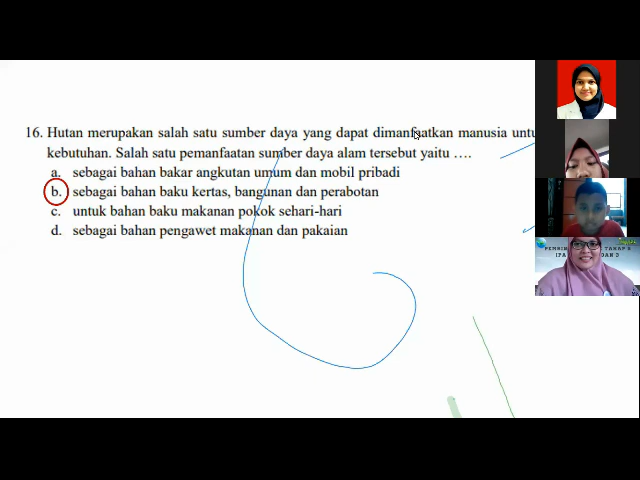 16. Hutan merupakan salah satu sumber daya yang dapat dimanfaatkan manusia
kebutuhan. Salah satu pemanfaatan sumber daya alam tersebut yaitu ….
a. sebagai bahan bakar angkutan umum dan mobil pribadi
b. sebagai bahan baku kertas, bangunan dan perabotan
c. untuk bahan baku makanan pokok sehari-hari
d. sebagai bahan pengawet makanan dan pakaian